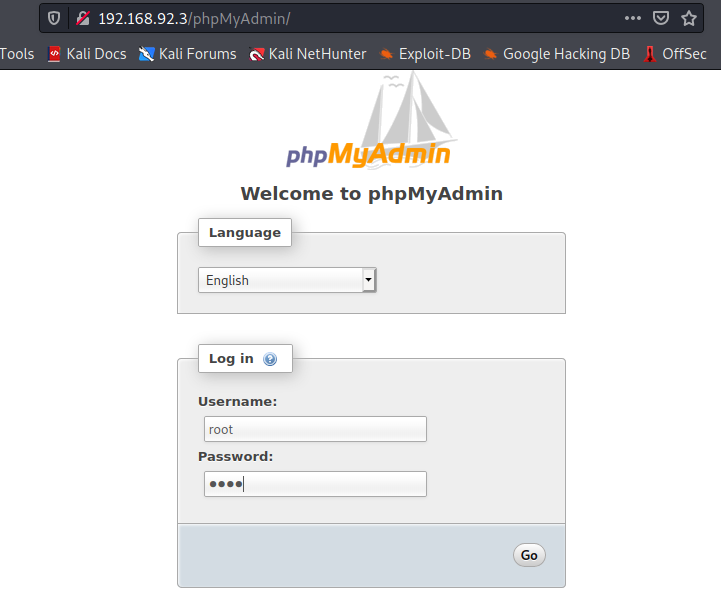 192.168.92.3/phpMyAdmin/
Tools Kali Docs Kali Forums Kali NetHunter Exploit-DB Google Hacking DB OffSec
phpMyAdmin
Welcome to phpMyAdmin
Language
English
Log in
Username:
root
Password:
••••
Go